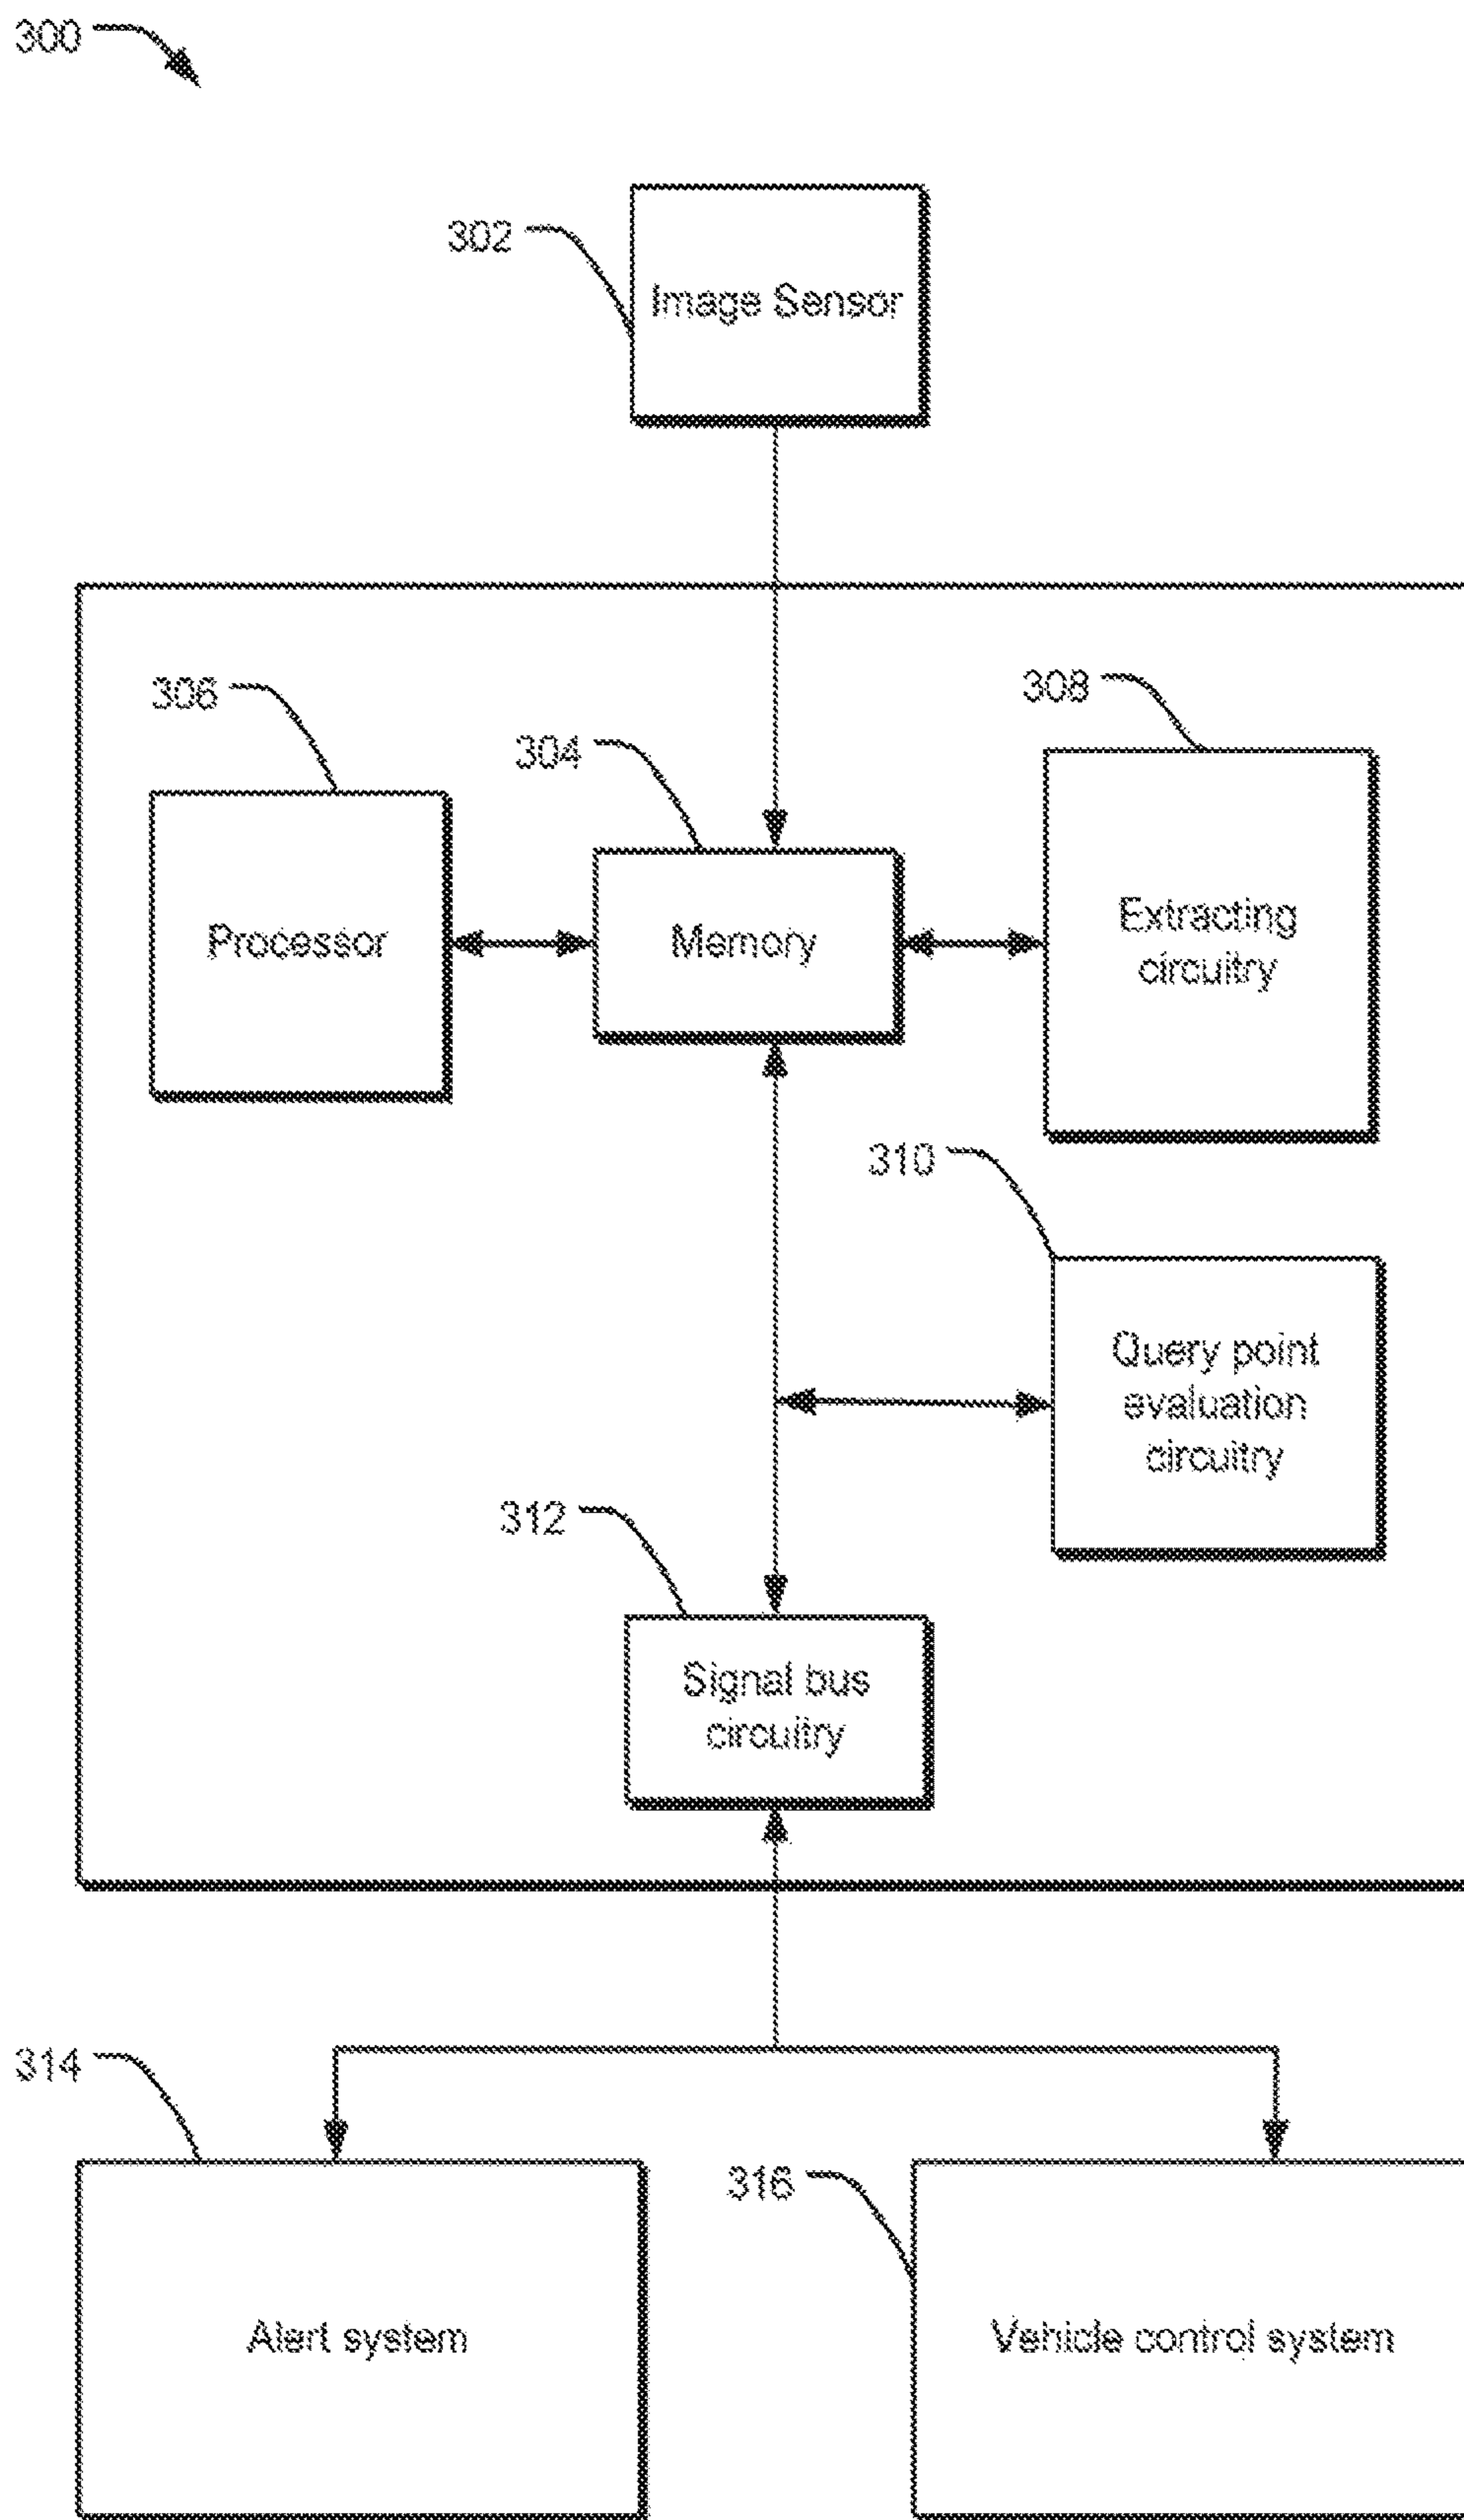 300
302
Image Sensor
306
308
304
Processor
Memory
Extracting
circuitry
310
Query point
evaluation
circuitry
312
Signal bus
circuitry
314
316
Alert system
Vehicle control system